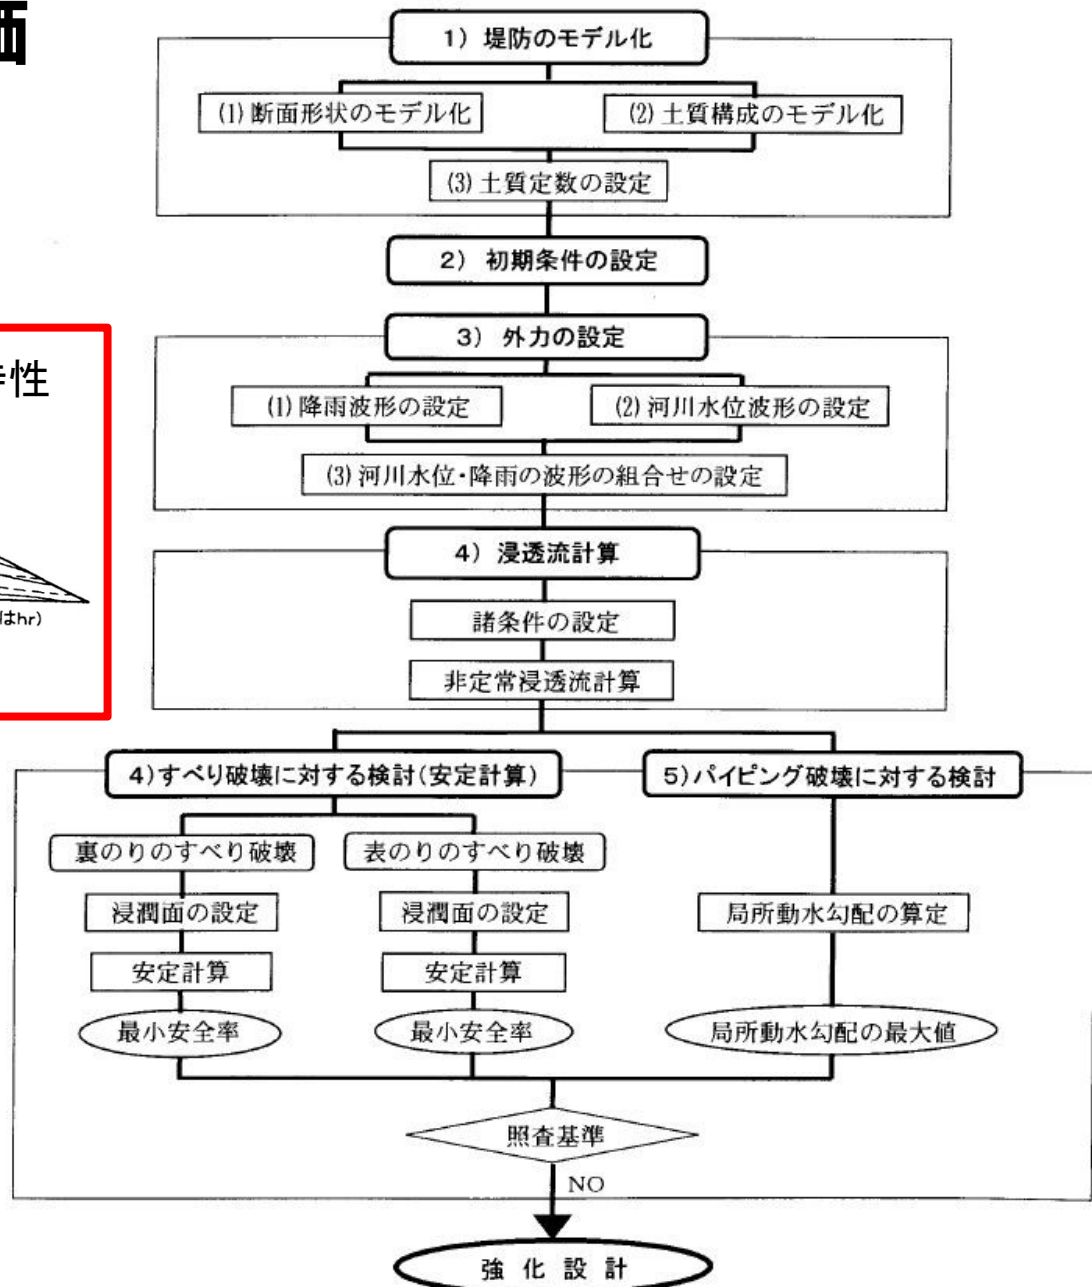 価
1) 堤防のモデル化
(1) 断面形状のモデル化
(2) 土質構成のモデル化
(3) 土質定数の設定
2) 初期条件の設定
3) 外力の設定
特性
(1) 降雨波形の設定
(2) 河川水位波形の設定
(3) 河川水位・降雨の波形の組合せの設定
4) 浸透流計算
はhr)
諸条件の設定
非定常浸透流計算
4)すべり破壊に対する検討(安定計算)
5)パイピング破壊に対する検討
裏のりのすべり破壊
表のりのすべり破壊
浸潤面の設定
浸潤面の設定
局所動水勾配の算定
安定計算
安定計算
最小安全率
最小安全率
局所動水勾配の最大値
照査基準
NO
強化設計